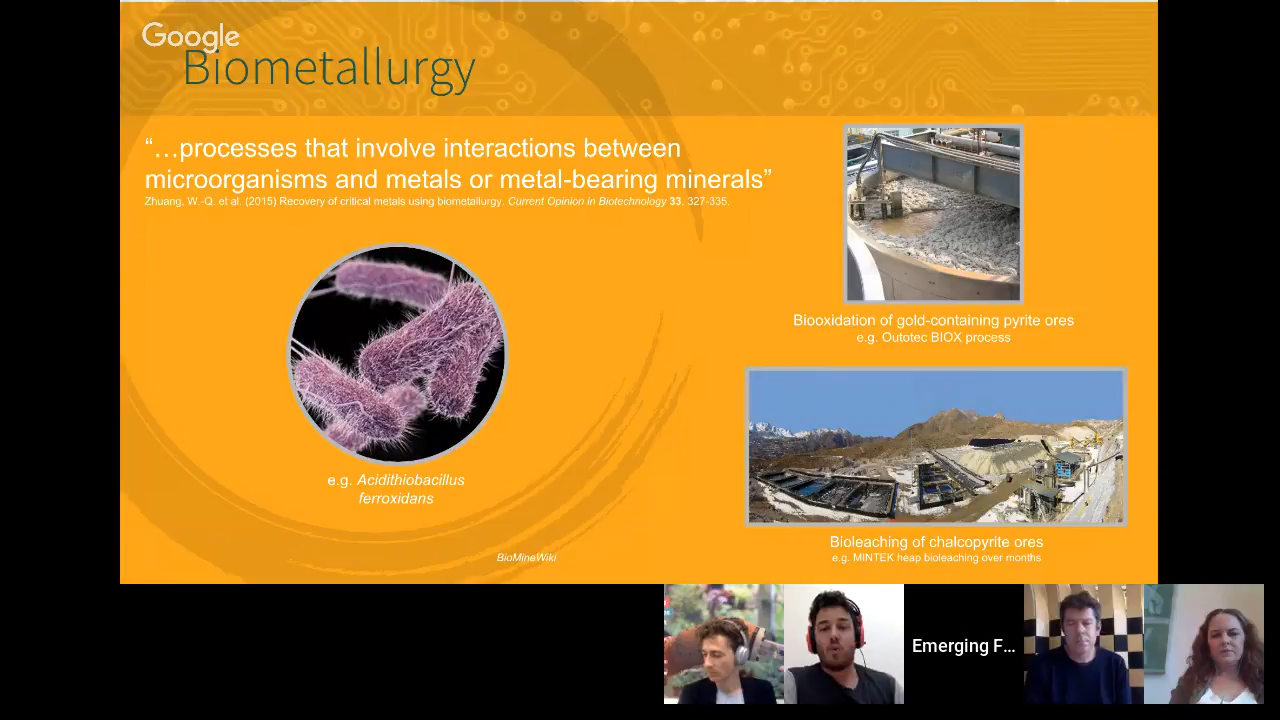 Google
Biometallurgy
“…processes that involve interactions between
microorganisms and metals or metal-bearing minerals”
Zhuang, W.-Q. et al. (2015) Recovery of critical metals using biometallurgy. Current Opinion in Biotechnology 33, 327-335.
Biooxidation of gold-containing pyrite ores
e.g. Outotec BIOX process
e.g. Acidithiobacillus
ferroxidans
Bioleaching of chalcopyrite ores
e.g. MINTEK heap bioleaching over months
BioMineWiki
Emerging F...